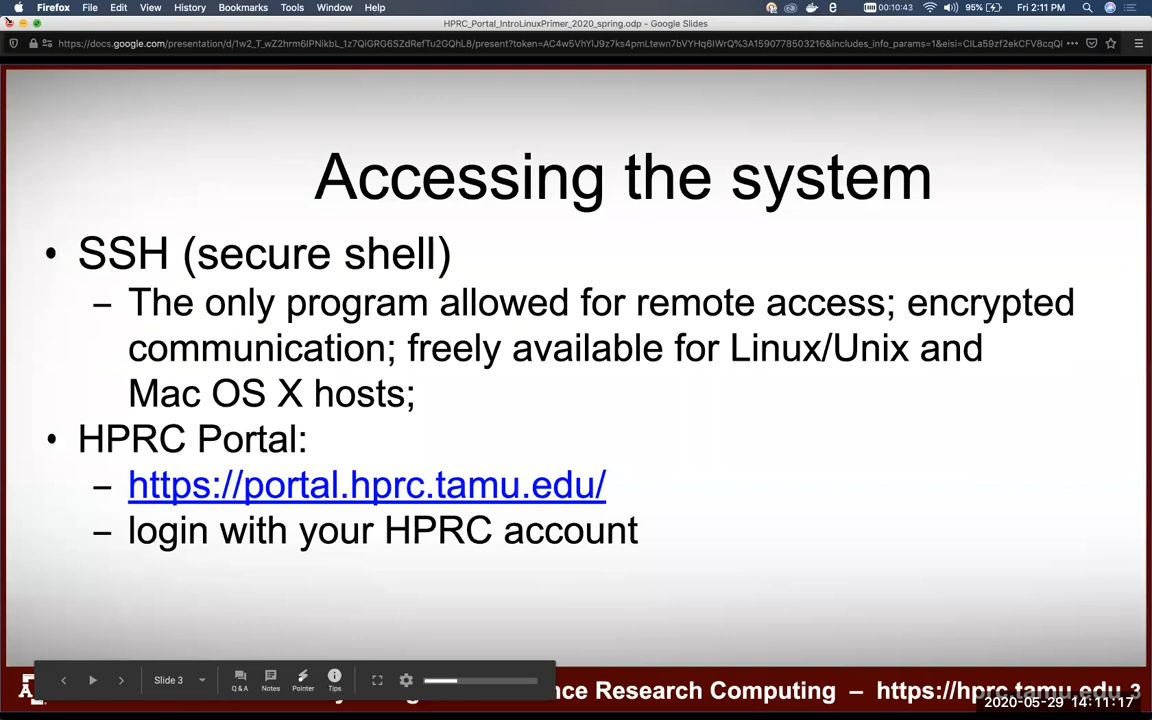 Firefox File Edit View History Bookmarks Tools Window Help 00:10:43 95% Fri 2:11 PM
HPRC_Portal_IntroLinuxPrimer_2020_spring.odp - Google Slides
Accessing the system
• SSH (secure shell)
– The only program allowed for remote access; encrypted
communication; freely available for Linux/Unix and
Mac OS X hosts;
• HPRC Portal:
– https://portal.hprc.tamu.edu/
– login with your HPRC account
Slide 3 Q&A Notes Pointer Tips
nce Research Computing – https://hprc.tamu.edu 3
2020-05-29 14:11:17